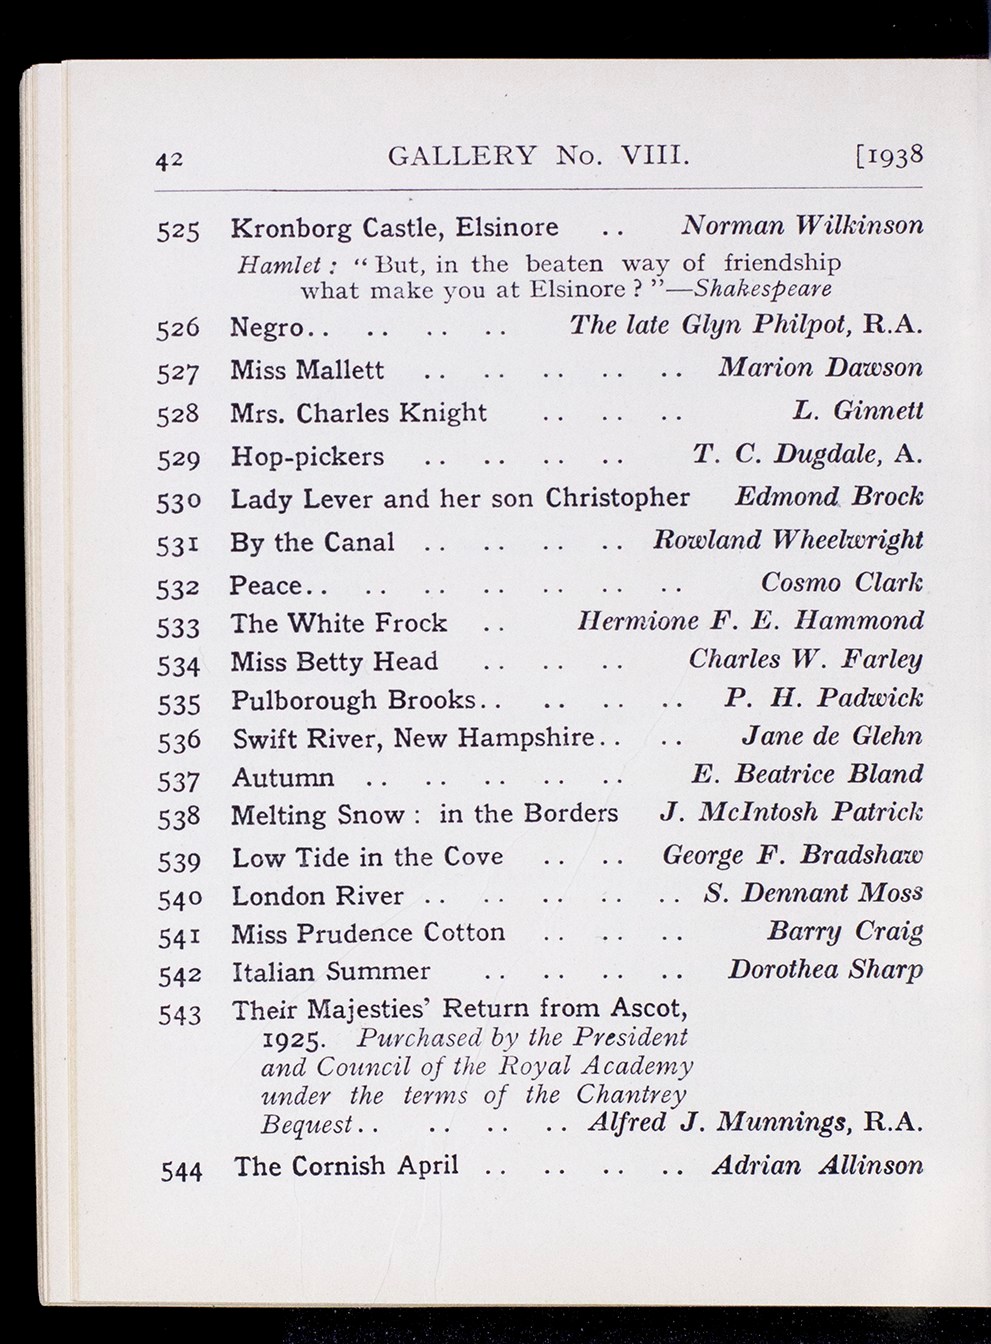 42 GALLERY No. VIII. [1938
525 Kronborg Castle, Elsinore .. Norman Wilkinson
Hamlet : “ But, in the beaten way of friendship
what make you at Elsinore ? ”—Shakespeare
526 Negro.. .. .. .. The late Glyn Philpot, R.A.
527 Miss Mallett .. .. .. .. .. Marion Dawson
528 Mrs. Charles Knight .. .. .. L. Ginnett
529 Hop-pickers .. .. .. .. T. C. Dugdale, A.
530 Lady Lever and her son Christopher Edmond Brock
531 By the Canal .. .. .. .. Rowland Wheelwright
532 Peace.. .. .. .. .. .. .. Cosmo Clark
533 The White Frock .. Hermione F. E. Hammond
534 Miss Betty Head .. .. .. Charles W. Farley
535 Pulborough Brooks.. .. .. .. P. H. Padwick
536 Swift River, New Hampshire.. .. Jane de Glehn
537 Autumn .. .. .. .. .. E. Beatrice Bland
538 Melting Snow : in the Borders J. McIntosh Patrick
539 Low Tide in the Cove .. .. George F. Bradshaw
540 London River .. .. .. .. .. S. Dennant Moss
541 Miss Prudence Cotton .. .. .. Barry Craig
542 Italian Summer .. .. .. .. Dorothea Sharp
543 Their Majesties’ Return from Ascot,
1925. Purchased by the President
and Council of the Royal Academy
under the terms of the Chantrey
Bequest.. .. .. .. Alfred J. Munnings, R.A.
544 The Cornish April .. .. .. .. Adrian Allinson